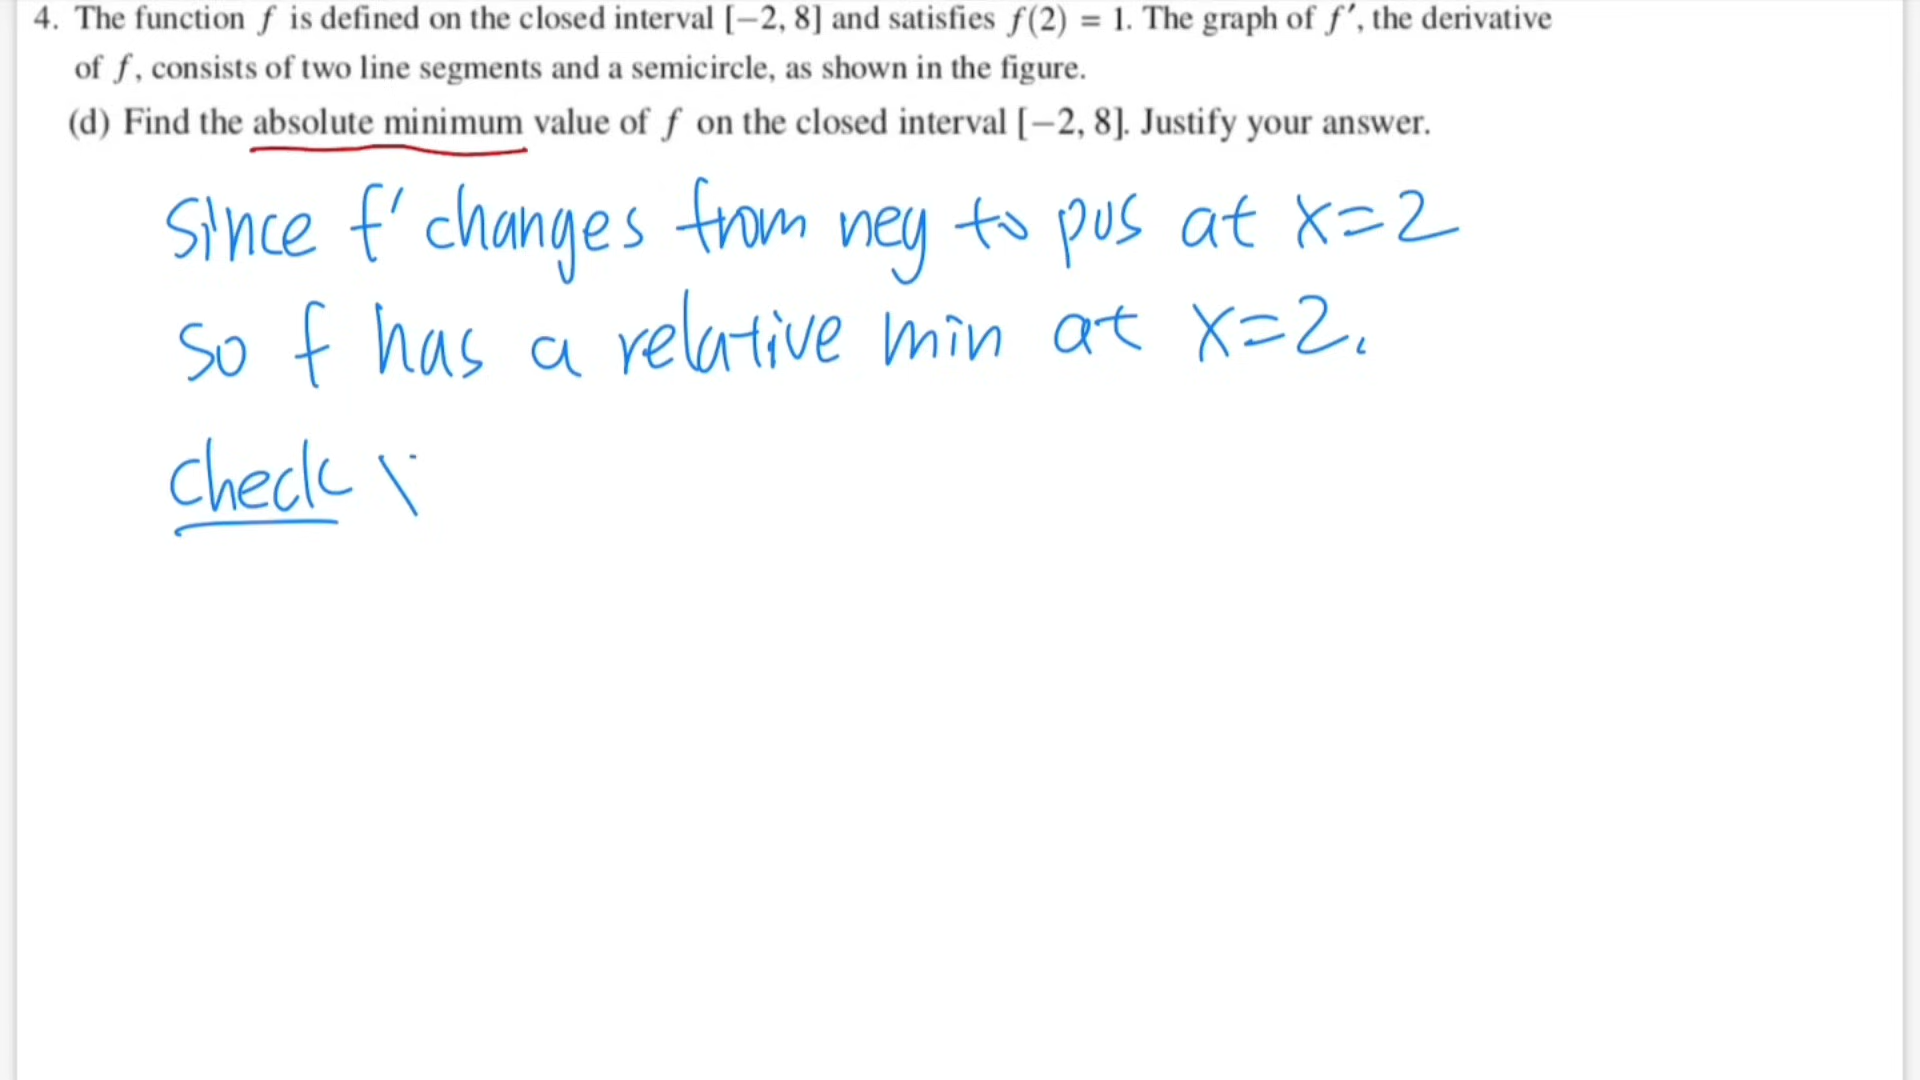 4. The function f is defined on the closed interval [−2, 8] and satisfies f(2) = 1. The graph of f′, the derivative
of f, consists of two line segments and a semicircle, as shown in the figure.
(d) Find the absolute minimum value of f on the closed interval [−2, 8]. Justify your answer.
Since f' changes from neg to pos at x=2
so f has a relative min at x=2.
check